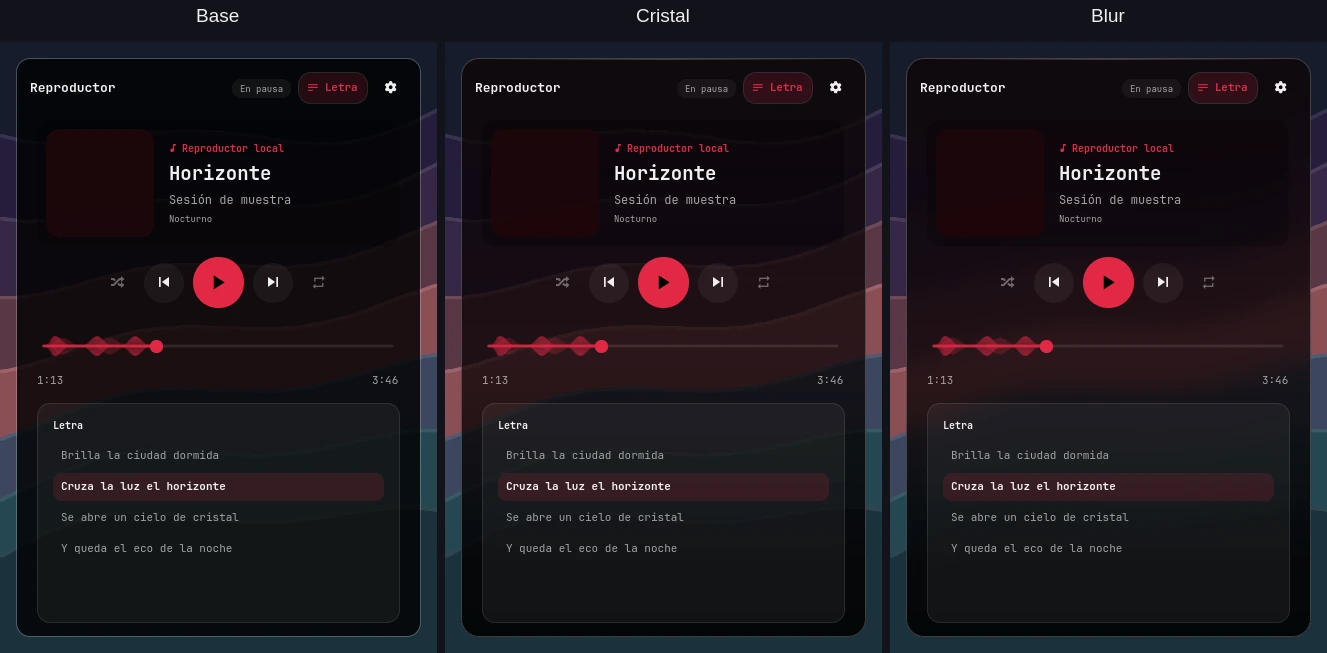 Base
Reproductor
En pausa
Letra
Reproductor local
Horizonte
Sesión de muestra
Nocturno
1:13
3:46
Letra
Brilla la ciudad dormida
Cruza la luz el horizonte
Se abre un cielo de cristal
Y queda el eco de la noche
Cristal
Reproductor
En pausa
Letra
Reproductor local
Horizonte
Sesión de muestra
Nocturno
1:13
3:46
Letra
Brilla la ciudad dormida
Cruza la luz el horizonte
Se abre un cielo de cristal
Y queda el eco de la noche
Blur
Reproductor
En pausa
Letra
Reproductor local
Horizonte
Sesión de muestra
Nocturno
1:13
3:46
Letra
Brilla la ciudad dormida
Cruza la luz el horizonte
Se abre un cielo de cristal
Y queda el eco de la noche